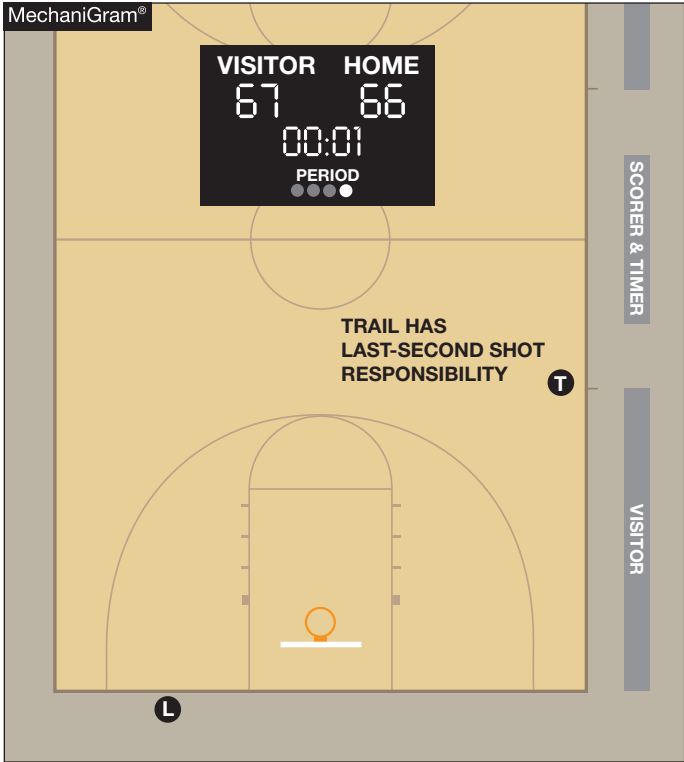 MechaniGram®
VISITOR HOME
67 66
00:01
PERIOD
SCORER & TIMER
TRAIL HAS
LAST-SECOND SHOT
RESPONSIBILITY
T
VISITOR
L